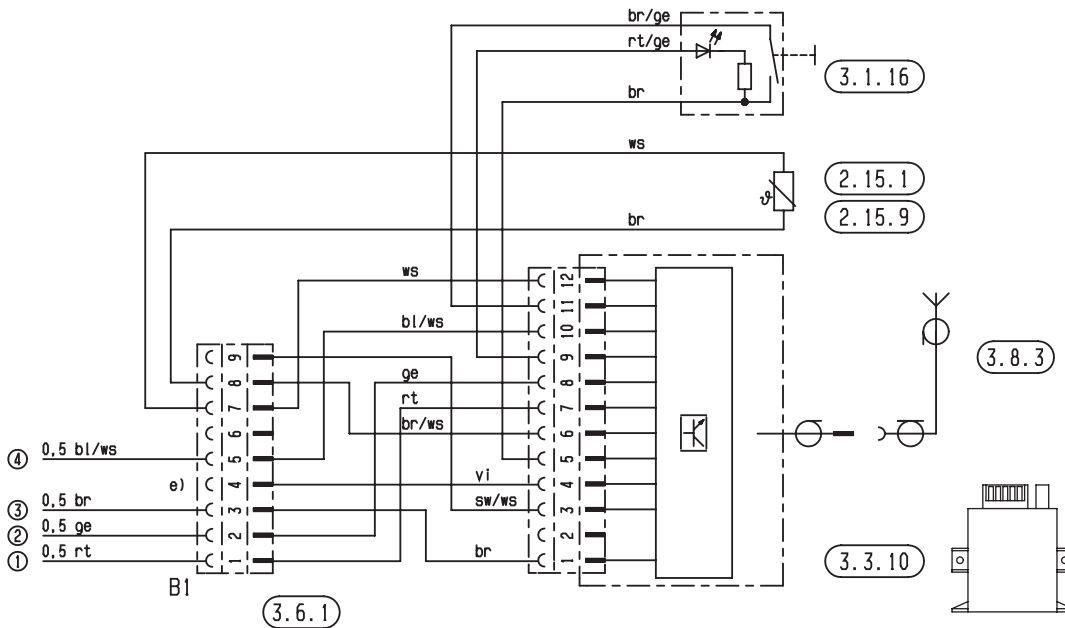 br/ge
rt/ge
3.1.16
br
ws
2.15.1
ϑ
2.15.9
br
ws
12
11
bl/ws
10
9
9
3.8.3
8
ge
8
7
rt
7
6
br/ws
6
④ 0,5 bl/ws
5
5
e)
4
vi
4
③ 0,5 br
3
sw/ws
3
② 0,5 ge
2
2
① 0,5 rt
1
br
1
3.3.10
B1
3.6.1